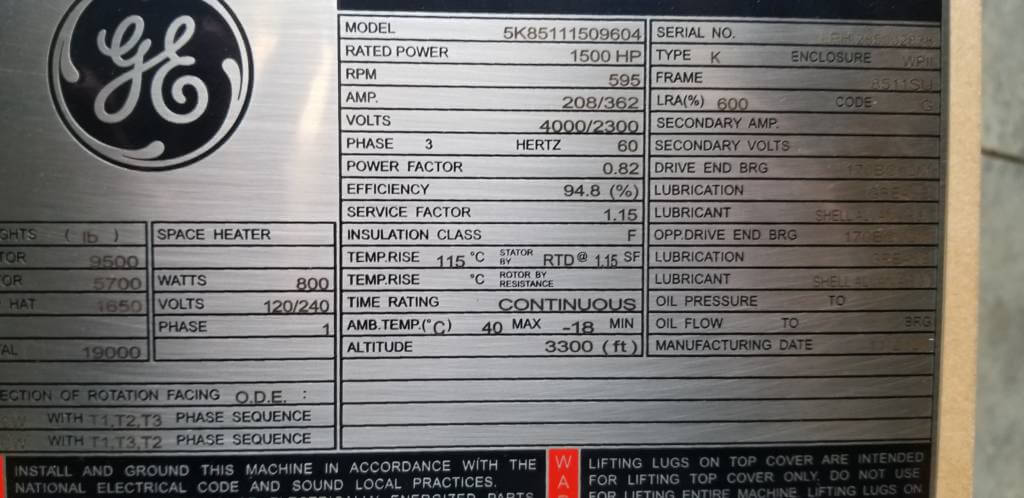 GE
MODEL 5K85111509604
RATED POWER 1500 HP
RPM 595
AMP. 208/362
VOLTS 4000/2300
PHASE 3 HERTZ 60
POWER FACTOR 0.82
EFFICIENCY 94.8 (%)
SERVICE FACTOR 1.15
INSULATION CLASS F
TEMP.RISE 115 °C STATOR BY RTD @ 1.15 SF
TEMP.RISE °C ROTOR BY RESISTANCE
TIME RATING CONTINUOUS
AMB.TEMP.(°C) 40 MAX -18 MIN
ALTITUDE 3300 (ft)
SERIAL NO.
TYPE K ENCLOSURE WPII
FRAME 8511SU
LRA(%) 600 CODE G
SECONDARY AMP.
SECONDARY VOLTS
DRIVE END BRG
LUBRICATION
LUBRICANT SHELL
OPP.DRIVE END BRG
LUBRICATION
LUBRICANT SHELL
OIL PRESSURE TO
OIL FLOW TO
MANUFACTURING DATE
GHTS ( lb )
TOR 9500
OR 5700
HAT 1650
AL 19000
SPACE HEATER
WATTS 800
VOLTS 120/240
PHASE 1
ECTION OF ROTATION FACING O.D.E. :
WITH T1,T2,T3 PHASE SEQUENCE
WITH T1,T3,T2 PHASE SEQUENCE
INSTALL AND GROUND THIS MACHINE IN ACCORDANCE WITH THE
NATIONAL ELECTRICAL CODE AND SOUND LOCAL PRACTICES.
ELECTRICALLY ENERGIZED PARTS
WA
LIFTING LUGS ON TOP COVER ARE INTENDED
FOR LIFTING TOP COVER ONLY. DO NOT USE
FOR LIFTING ENTIRE MACHINE LIFTING LUGS ON